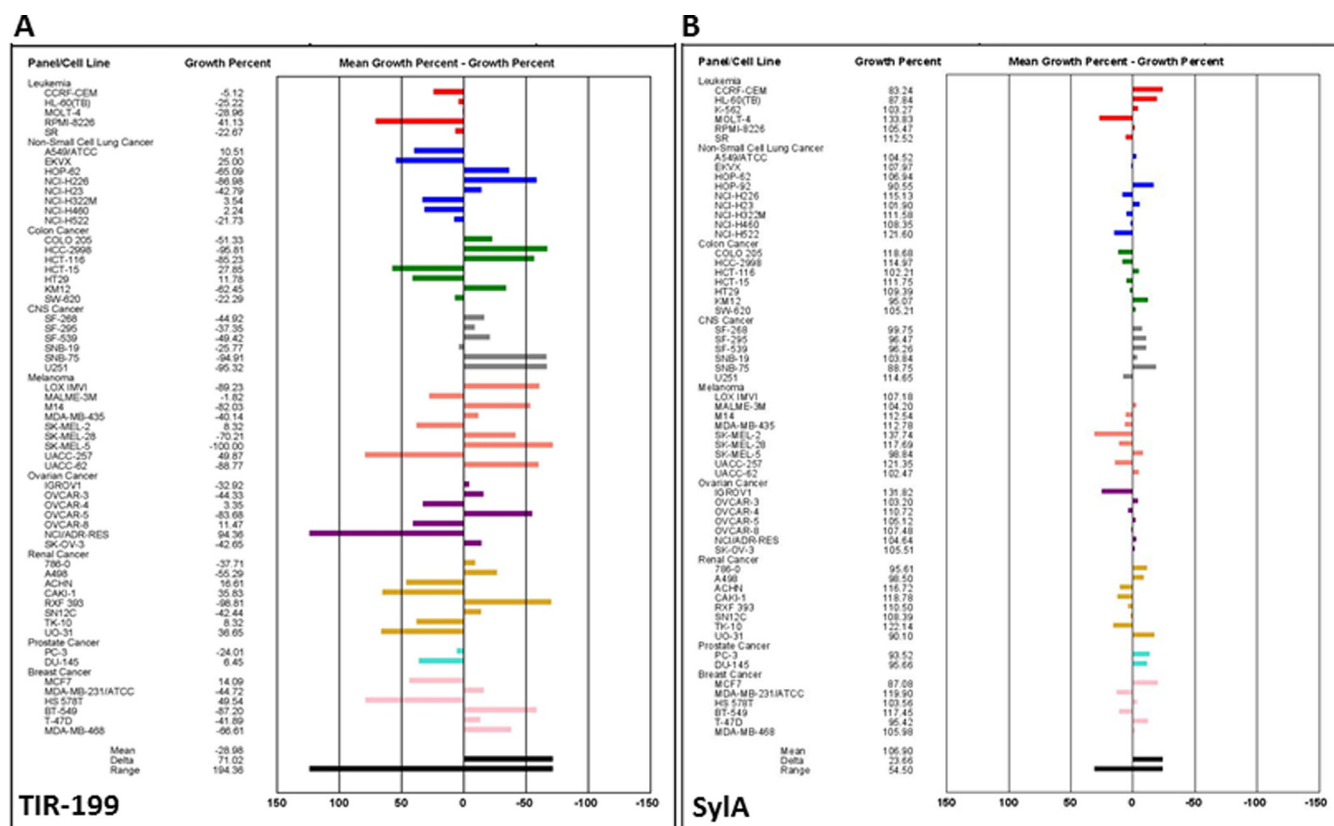 A
Panel/Cell Line Growth Percent Mean Growth Percent - Growth Percent
Leukemia
CCRF-CEM -5.12
HL-60(TB) -25.22
MOLT-4 -28.96
RPMI-8226 41.13
SR -22.67
Non-Small Cell Lung Cancer
A549/ATCC 10.51
EKVX 25.00
HOP-62 -65.09
NCI-H226 -86.98
NCI-H23 -42.79
NCI-H322M 3.54
NCI-H460 2.24
NCI-H522 -21.73
Colon Cancer
COLO 205 -51.33
HCC-2998 -95.81
HCT-116 -85.23
HCT-15 27.85
HT29 11.78
KM12 -62.45
SW-620 -22.29
CNS Cancer
SF-268 -44.92
SF-295 -37.35
SF-539 -49.42
SNB-19 -25.77
SNB-75 -94.91
U251 -95.32
Melanoma
LOX IMVI -89.23
MALME-3M -1.82
M14 -82.03
MDA-MB-435 -40.14
SK-MEL-2 8.32
SK-MEL-28 -70.21
SK-MEL-5 -100.00
UACC-257 49.87
UACC-62 -88.77
Ovarian Cancer
IGROV1 -32.92
OVCAR-3 -44.33
OVCAR-4 3.35
OVCAR-5 -83.68
OVCAR-8 11.47
NCI/ADR-RES 94.36
SK-OV-3 -42.65
Renal Cancer
786-0 -37.71
A498 -55.29
ACHN 16.61
CAKI-1 35.83
RXF 393 -98.81
SN12C -42.44
TK-10 8.32
UO-31 36.65
Prostate Cancer
PC-3 -24.01
DU-145 6.45
Breast Cancer
MCF7 14.09
MDA-MB-231/ATCC -44.72
HS 578T 49.54
BT-549 -87.20
T-47D -41.89
MDA-MB-468 -66.61
Mean -28.98
Delta 71.02
Range 194.36
150 100 50 0 -50 -100 -150
TIR-199
B
Panel/Cell Line Growth Percent Mean Growth Percent - Growth Percent
Leukemia
CCRF-CEM 83.24
HL-60(TB) 87.84
K-562 103.27
MOLT-4 133.83
RPMI-8226 105.47
SR 112.52
Non-Small Cell Lung Cancer
A549/ATCC 104.52
EKVX 107.97
HOP-62 106.94
HOP-92 90.55
NCI-H226 115.13
NCI-H23 101.90
NCI-H322M 111.58
NCI-H460 108.35
NCI-H522 121.60
Colon Cancer
COLO 205 118.68
HCC-2998 114.97
HCT-116 102.21
HCT-15 111.75
HT29 109.39
KM12 95.07
SW-620 105.21
CNS Cancer
SF-268 99.75
SF-295 96.47
SF-539 96.26
SNB-19 103.84
SNB-75 88.75
U251 114.65
Melanoma
LOX IMVI 107.18
MALME-3M 104.20
M14 112.54
MDA-MB-435 112.78
SK-MEL-2 137.74
SK-MEL-28 117.69
SK-MEL-5 98.84
UACC-257 121.35
UACC-62 102.47
Ovarian Cancer
IGROV1 131.82
OVCAR-3 103.20
OVCAR-4 110.72
OVCAR-5 105.12
OVCAR-8 107.48
NCI/ADR-RES 104.64
SK-OV-3 105.51
Renal Cancer
786-0 95.61
A498 98.50
ACHN 116.72
CAKI-1 118.78
RXF 393 110.50
SN12C 108.39
TK-10 122.14
UO-31 90.10
Prostate Cancer
PC-3 93.52
DU-145 95.66
Breast Cancer
MCF7 87.08
MDA-MB-231/ATCC 119.90
HS 578T 103.56
BT-549 117.45
T-47D 95.42
MDA-MB-468 105.98
Mean 106.90
Delta 23.66
Range 54.50
150 100 50 0 -50 -100 -150
SylA